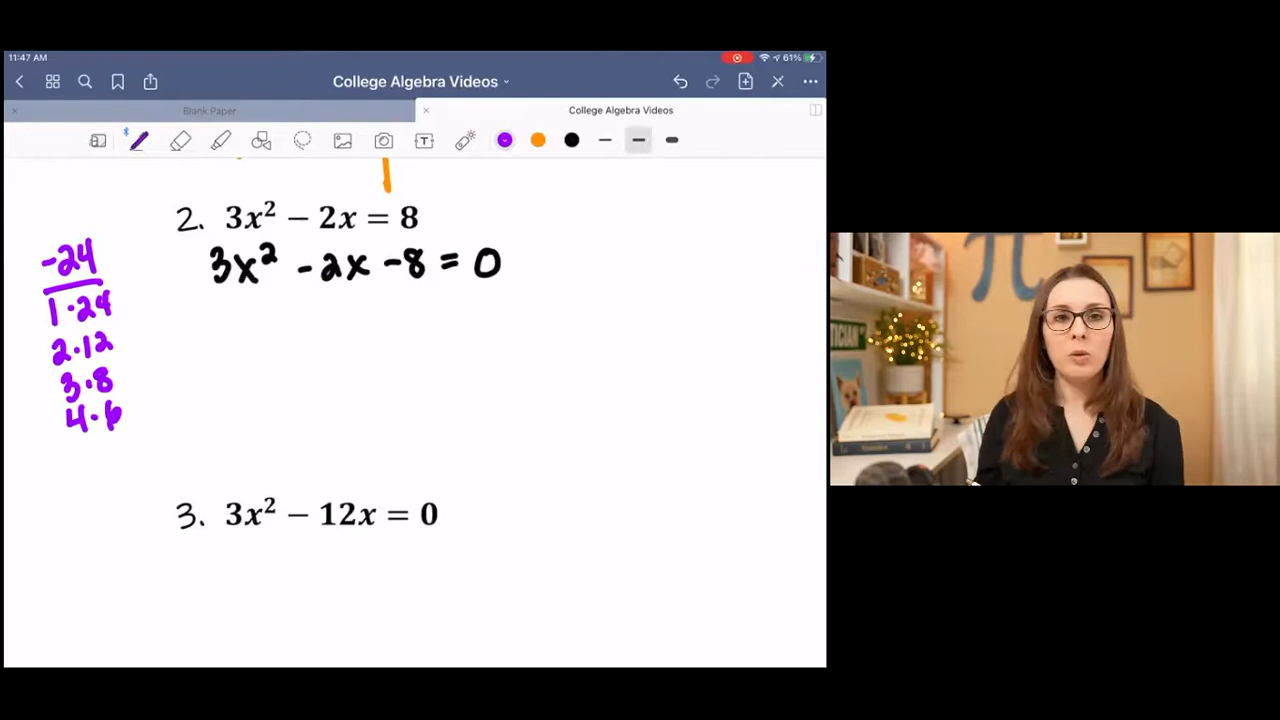 11:47 AM
61%
College Algebra Videos
Blank Paper
College Algebra Videos
T
2. 3x² − 2x = 8
3x² - 2x - 8 = 0
-24
1·24
2·12
3·8
4·6
3. 3x² − 12x = 0
TICIAN
π